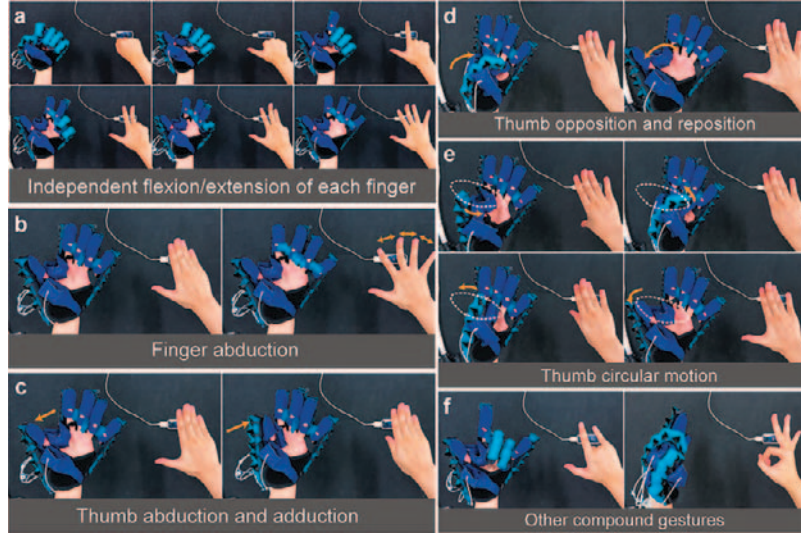 a
Independent flexion/extension of each finger
b
Finger abduction
c
Thumb abduction and adduction
d
Thumb opposition and reposition
e
Thumb circular motion
f
Other compound gestures